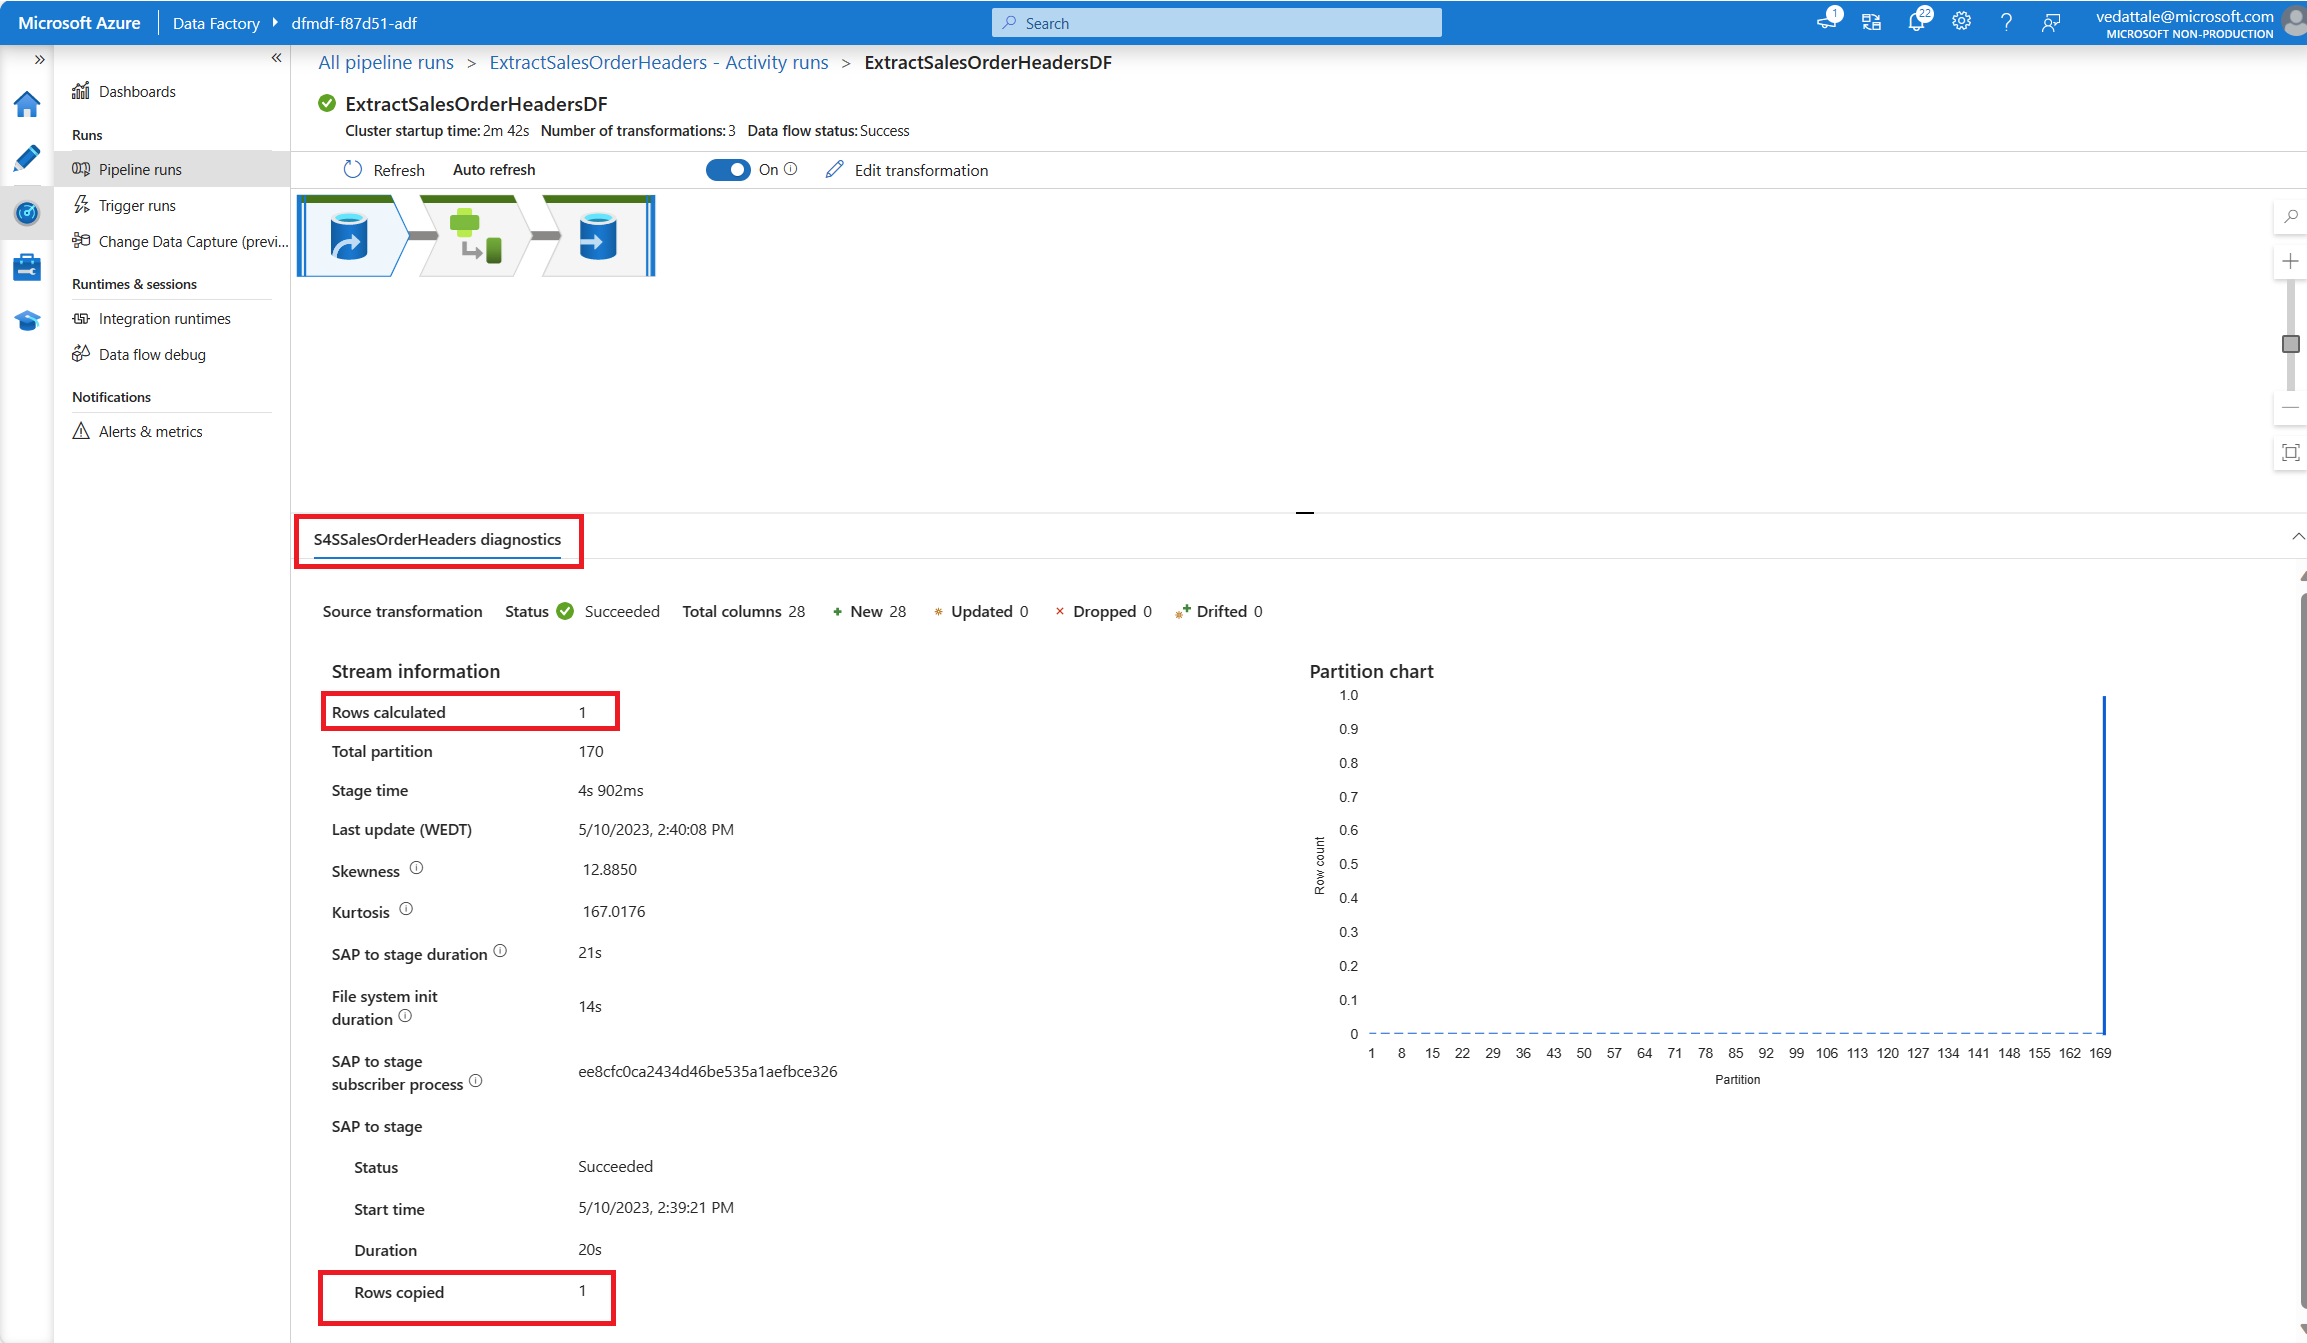 Microsoft Azure
Data Factory
dfmdf-f87d51-adf
Search
1
22
vedattale@microsoft.com
MICROSOFT NON-PRODUCTION
All pipeline runs > ExtractSalesOrderHeaders - Activity runs > ExtractSalesOrderHeadersDF
Dashboards
Runs
Pipeline runs
Trigger runs
Change Data Capture (previ...
Runtimes & sessions
Integration runtimes
Data flow debug
Notifications
Alerts & metrics
ExtractSalesOrderHeadersDF
Cluster startup time: 2m 42s Number of transformations: 3 Data flow status: Success
Refresh Auto refresh On Edit transformation
S4SSalesOrderHeaders diagnostics
Source transformation Status Succeeded Total columns 28 New 28 Updated 0 Dropped 0 Drifted 0
Stream information
Rows calculated 1
Total partition 170
Stage time 4s 902ms
Last update (WEDT) 5/10/2023, 2:40:08 PM
Skewness 12.8850
Kurtosis 167.0176
SAP to stage duration 21s
File system init
duration 14s
SAP to stage
subscriber process ee8cfc0ca2434d46be535a1aefbce326
SAP to stage
Status Succeeded
Start time 5/10/2023, 2:39:21 PM
Duration 20s
Rows copied 1
Partition chart
1.0
0.9
0.8
0.7
0.6
0.5
0.4
0.3
0.2
0.1
0
Row count
1 8 15 22 29 36 43 50 57 64 71 78 85 92 99 106 113 120 127 134 141 148 155 162 169
Partition